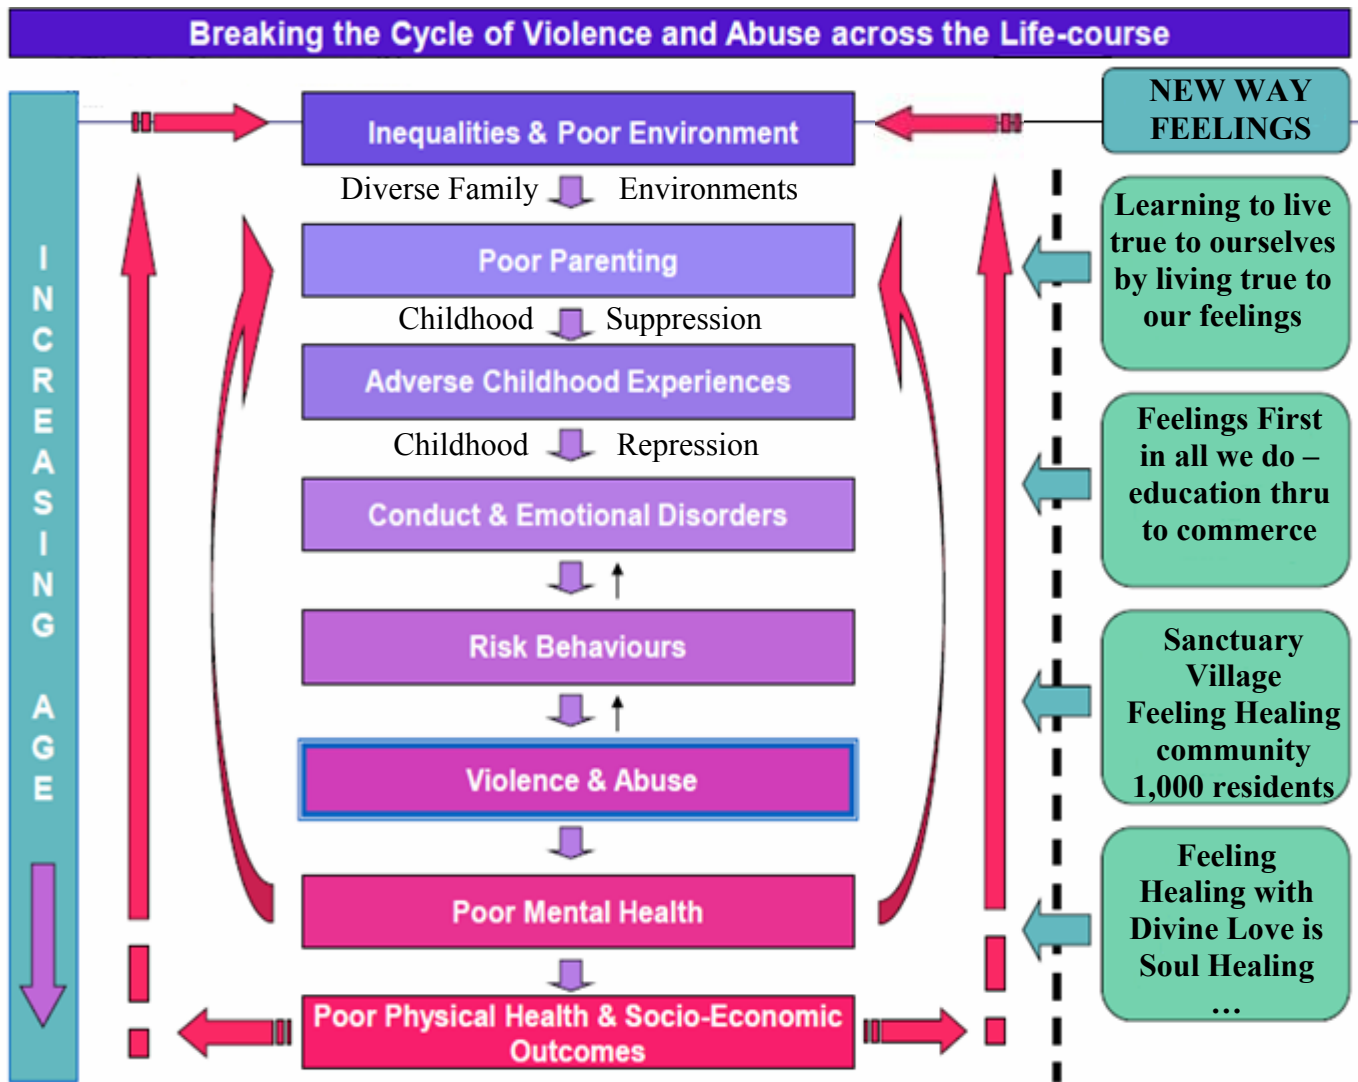 Breaking the Cycle of Violence and Abuse across the Life-course
INCREASING AGE
Inequalities & Poor Environment
Diverse Family Environments
Poor Parenting
Childhood Suppression
Adverse Childhood Experiences
Childhood Repression
Conduct & Emotional Disorders
Risk Behaviours
Violence & Abuse
Poor Mental Health
Poor Physical Health & Socio-Economic
Outcomes
NEW WAY
FEELINGS
Learning to live
true to ourselves
by living true to
our feelings
Feelings First
in all we do –
education thru
to commerce
Sanctuary
Village
Feeling Healing
community
1,000 residents
Feeling
Healing with
Divine Love is
Soul Healing
…